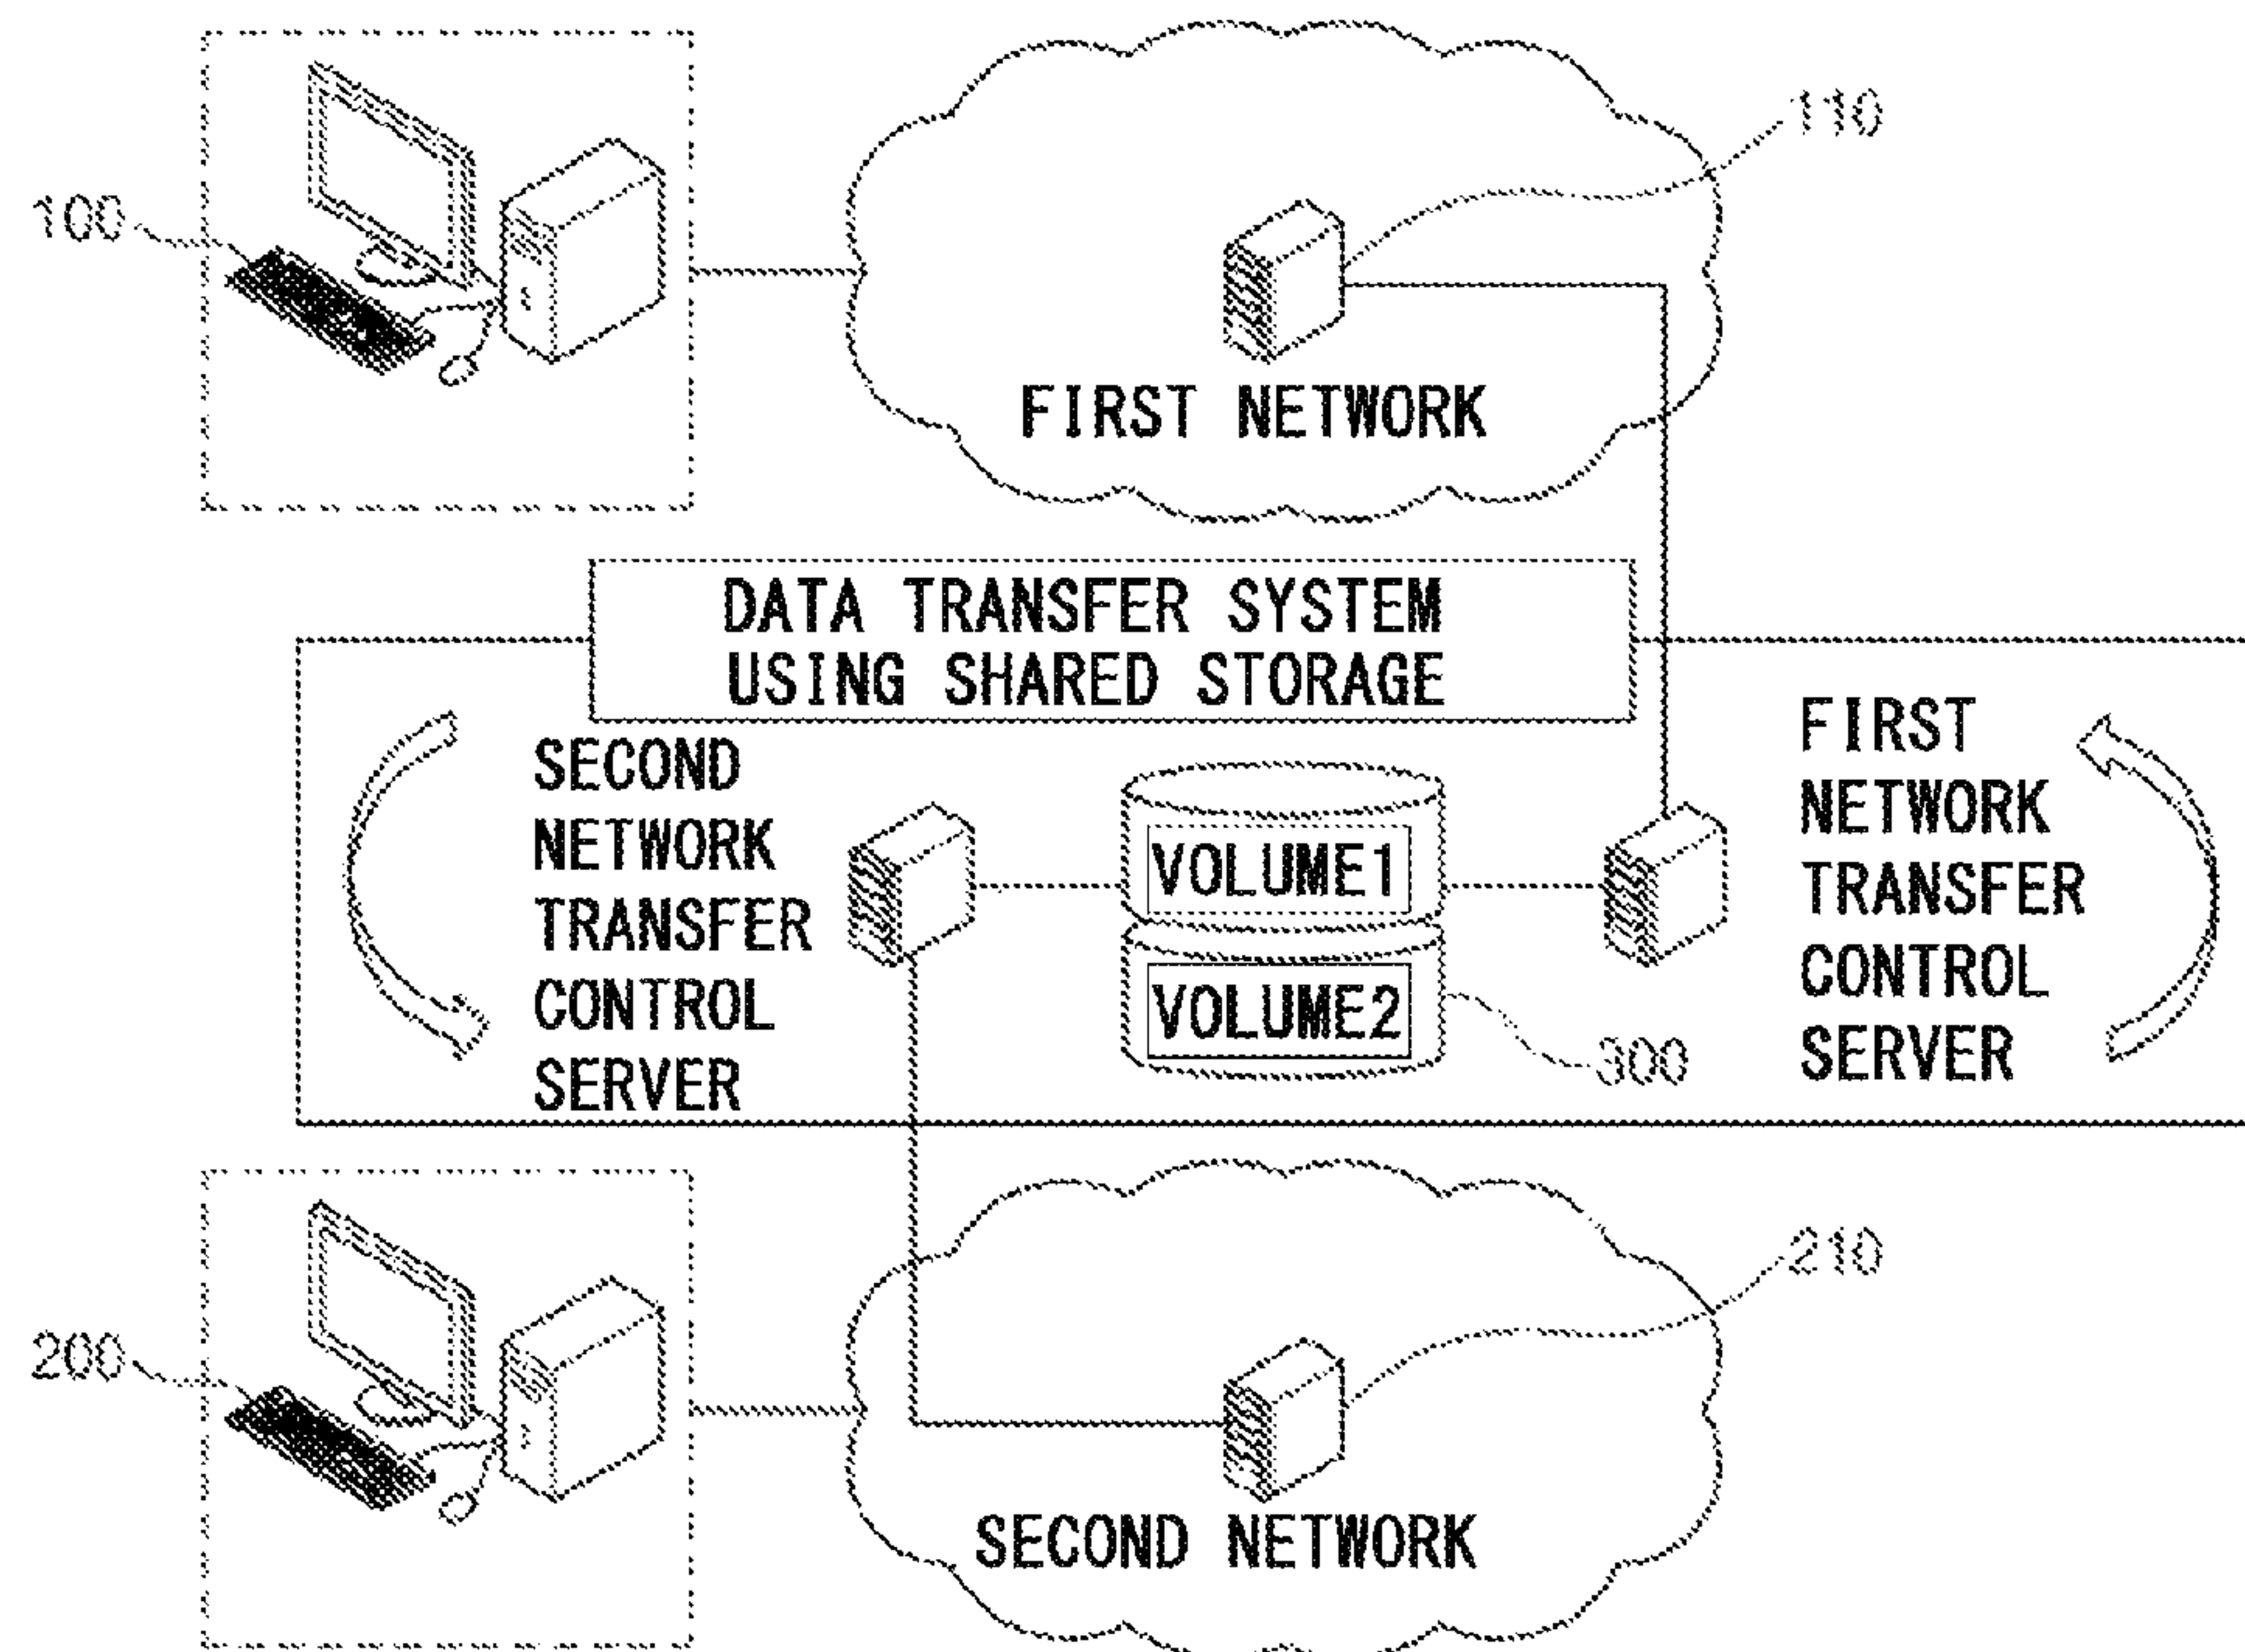 110
100
FIRST NETWORK
DATA TRANSFER SYSTEM
USING SHARED STORAGE
SECOND
NETWORK
TRANSFER
CONTROL
SERVER
VOLUME1
VOLUME2
300
FIRST
NETWORK
TRANSFER
CONTROL
SERVER
210
200
SECOND NETWORK